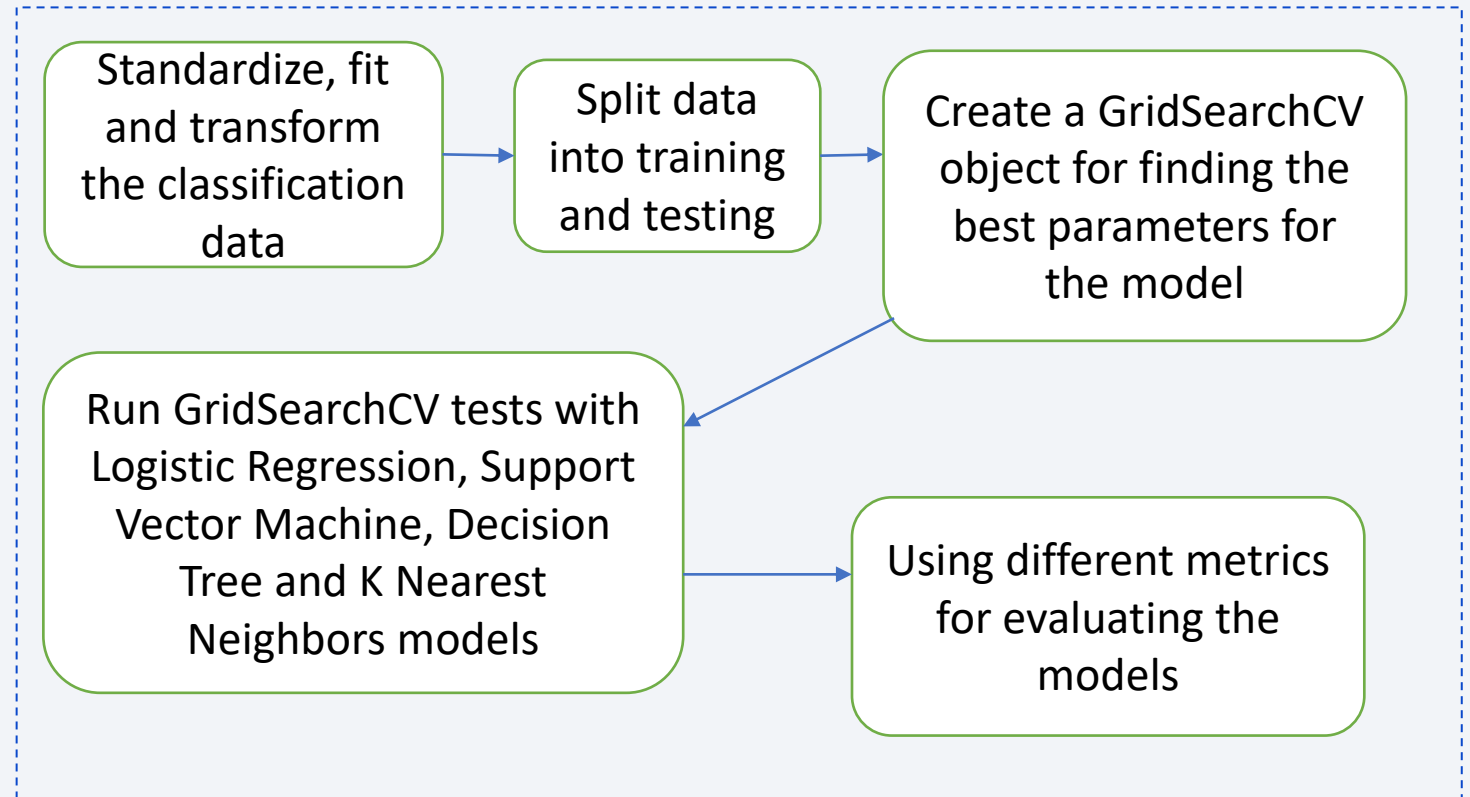 Standardize, fit
and transform
the classification
data
Split data
into training
and testing
Create a GridSearchCV
object for finding the
best parameters for
the model
Run GridSearchCV tests with
Logistic Regression, Support
Vector Machine, Decision
Tree and K Nearest
Neighbors models
Using different metrics
for evaluating the
models